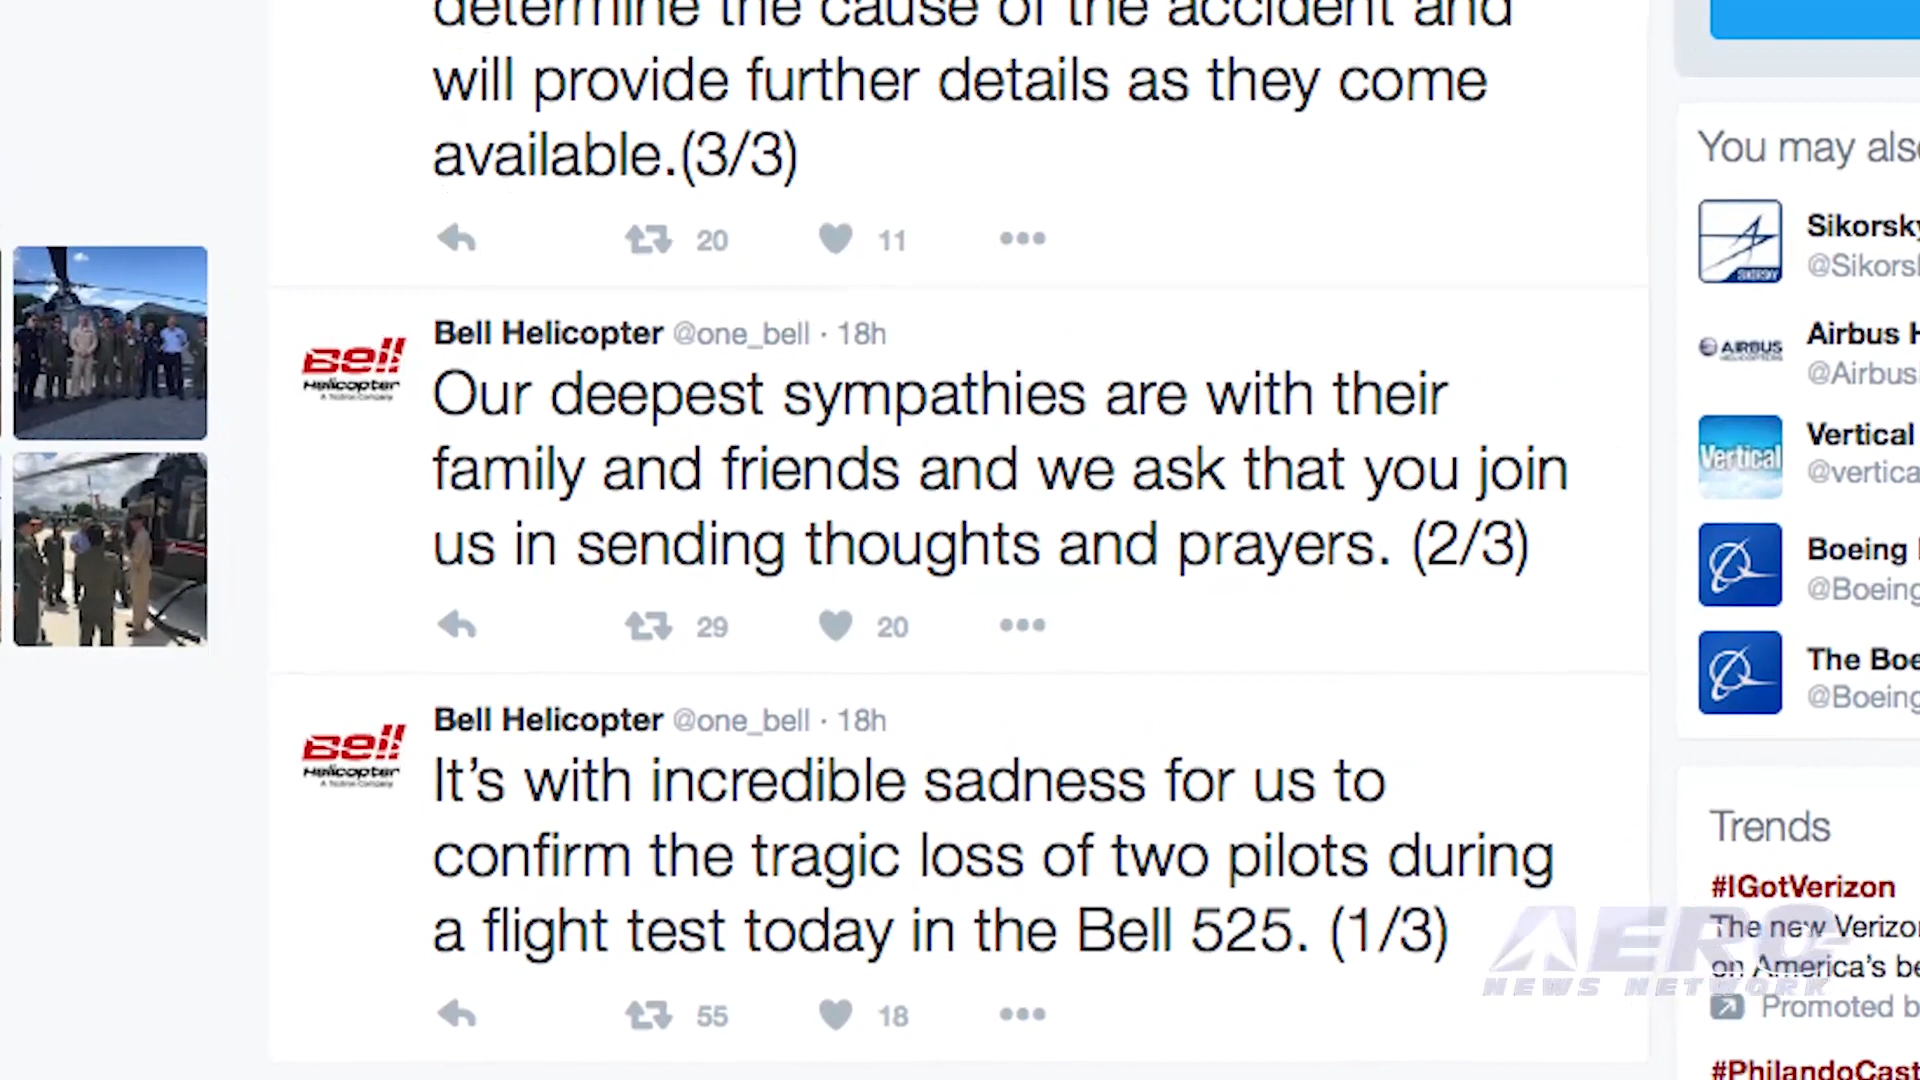 determine the cause of the accident and
will provide further details as they come
available.(3/3)
20
11
Bell Helicopter @one_bell · 18h
Our deepest sympathies are with their
family and friends and we ask that you join
us in sending thoughts and prayers. (2/3)
29
20
Bell Helicopter @one_bell · 18h
It's with incredible sadness for us to
confirm the tragic loss of two pilots during
a flight test today in the Bell 525. (1/3)
55
18
Bell
Helicopter
A Textron Company
Bell
Helicopter
A Textron Company
You may als
SIKORSKY
Sikorsky
@Sikors
AIRBUS
HELICOPTERS
Airbus H
@Airbus
Vertical
Vertical
@vertica
Boeing
@Boeing
The Boe
@Boeing
Trends
#IGotVerizon
The new Verizo
on America's be
Promoted b
#PhilandoCast
AERO
NEWS NETWORK